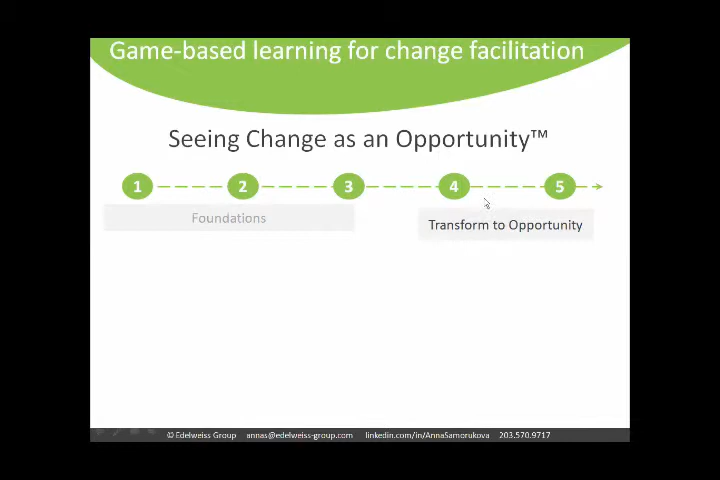 Game-based learning for change facilitation
Seeing Change as an Opportunity™
1 2 3 4 5
Foundations
Transform to Opportunity
© Edelweiss Group annas@edelweiss-group.com linkedin.com/in/AnnaSamorukova 203.570.9717